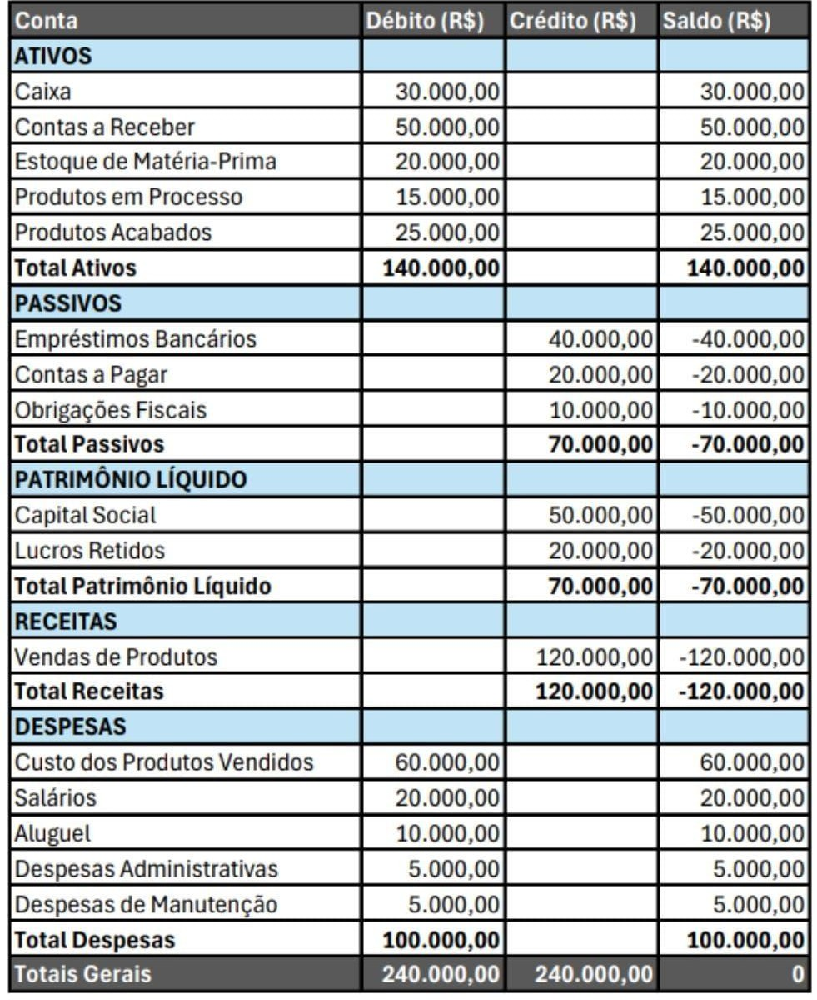 Conta Débito (R$) Crédito (R$) Saldo (R$)
ATIVOS
Caixa 30.000,00 30.000,00
Contas a Receber 50.000,00 50.000,00
Estoque de Matéria-Prima 20.000,00 20.000,00
Produtos em Processo 15.000,00 15.000,00
Produtos Acabados 25.000,00 25.000,00
Total Ativos 140.000,00 140.000,00
PASSIVOS
Empréstimos Bancários 40.000,00 -40.000,00
Contas a Pagar 20.000,00 -20.000,00
Obrigações Fiscais 10.000,00 -10.000,00
Total Passivos 70.000,00 -70.000,00
PATRIMÔNIO LÍQUIDO
Capital Social 50.000,00 -50.000,00
Lucros Retidos 20.000,00 -20.000,00
Total Patrimônio Líquido 70.000,00 -70.000,00
RECEITAS
Vendas de Produtos 120.000,00 -120.000,00
Total Receitas 120.000,00 -120.000,00
DESPESAS
Custo dos Produtos Vendidos 60.000,00 60.000,00
Salários 20.000,00 20.000,00
Aluguel 10.000,00 10.000,00
Despesas Administrativas 5.000,00 5.000,00
Despesas de Manutenção 5.000,00 5.000,00
Total Despesas 100.000,00 100.000,00
Totais Gerais 240.000,00 240.000,00 0